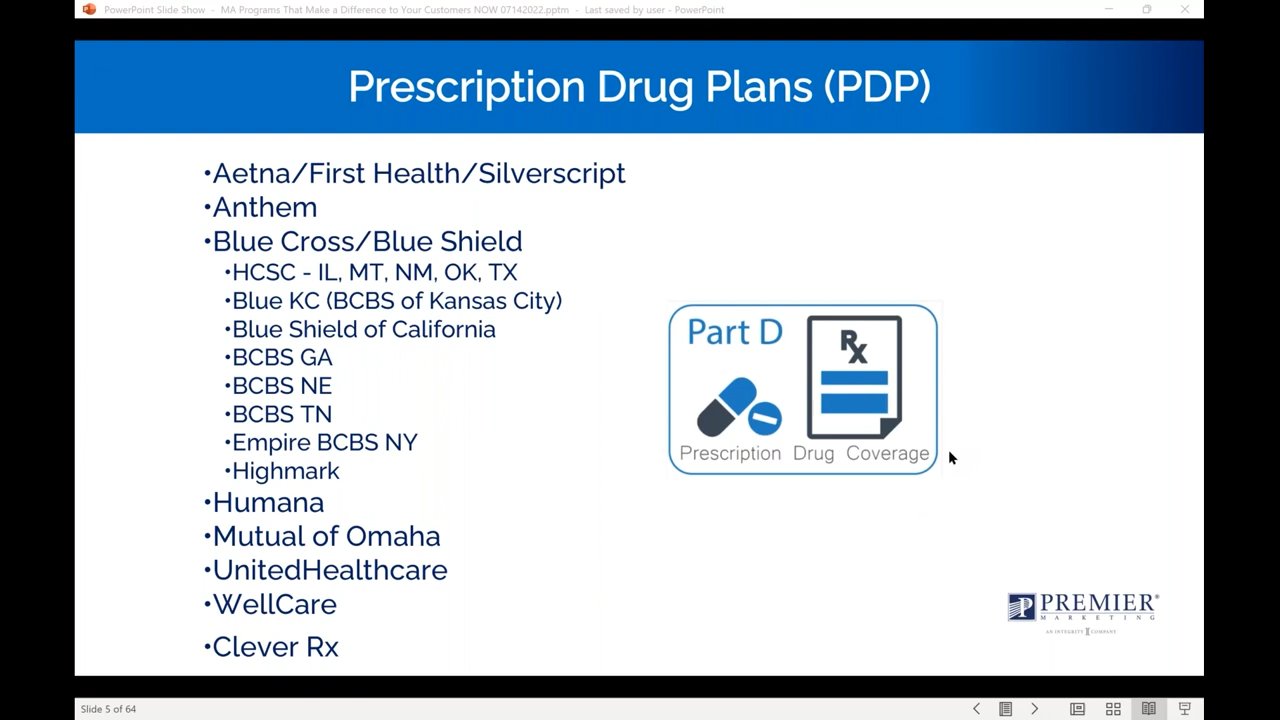 PowerPoint Slide Show - MA Programs That Make a Difference to Your Customers NOW 07142022.pptm - Last saved by user - PowerPoint
Prescription Drug Plans (PDP)
•Aetna/First Health/Silverscript
•Anthem
•Blue Cross/Blue Shield
•HCSC - IL, MT, NM, OK, TX
•Blue KC (BCBS of Kansas City)
•Blue Shield of California
•BCBS GA
•BCBS NE
•BCBS TN
•Empire BCBS NY
•Highmark
•Humana
•Mutual of Omaha
•UnitedHealthcare
•WellCare
•Clever Rx
Part D
Rx
Prescription Drug Coverage
PREMIER®
MARKETING
AN INTEGRITY COMPANY
Slide 5 of 64